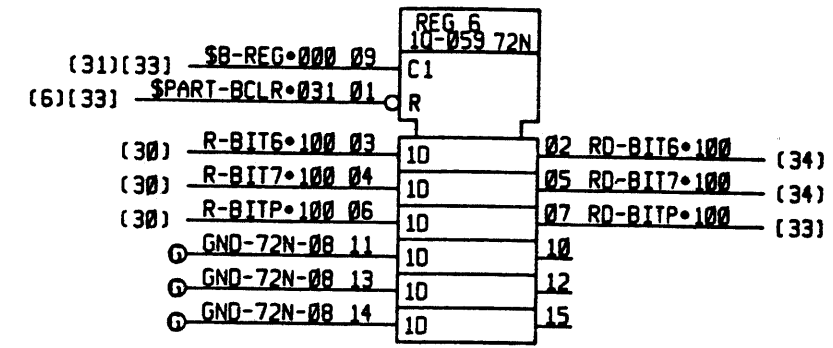 REG 6
1Q-059 72N
(31)(33) $B-REG•000 09 C1
(6)(33) $PART-BCLR•031 01 R
(30) R-BIT6•100 03 1D 02 RD-BIT6•100 (34)
(30) R-BIT7•100 04 1D 05 RD-BIT7•100 (34)
(30) R-BITP•100 06 1D 07 RD-BITP•100 (33)
G GND-72N-08 11 1D 10
G GND-72N-08 13 1D 12
G GND-72N-08 14 1D 15